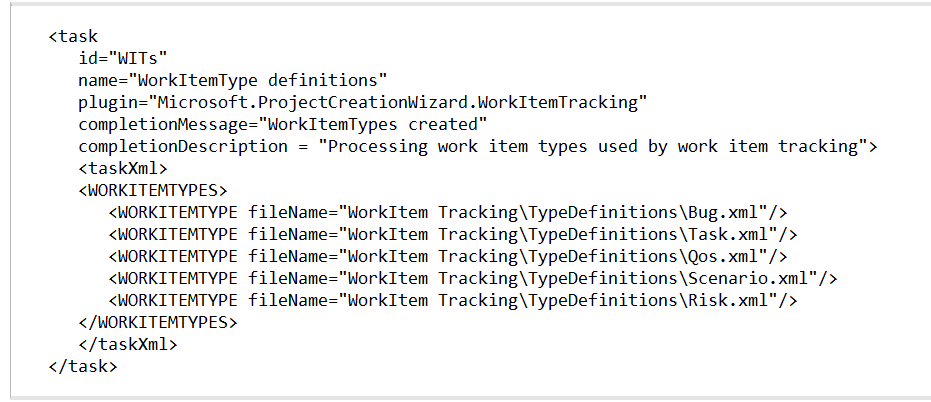 <task
id="WITs"
name="WorkItemType definitions"
plugin="Microsoft.ProjectCreationWizard.WorkItemTracking"
completionMessage="WorkItemTypes created"
completionDescription = "Processing work item types used by work item tracking">
<taskXml>
<WORKITEMTYPES>
<WORKITEMTYPE fileName="WorkItem Tracking\TypeDefinitions\Bug.xml"/>
<WORKITEMTYPE fileName="WorkItem Tracking\TypeDefinitions\Task.xml"/>
<WORKITEMTYPE fileName="WorkItem Tracking\TypeDefinitions\Qos.xml"/>
<WORKITEMTYPE fileName="WorkItem Tracking\TypeDefinitions\Scenario.xml"/>
<WORKITEMTYPE fileName="WorkItem Tracking\TypeDefinitions\Risk.xml"/>
</WORKITEMTYPES>
</taskXml>
</task>